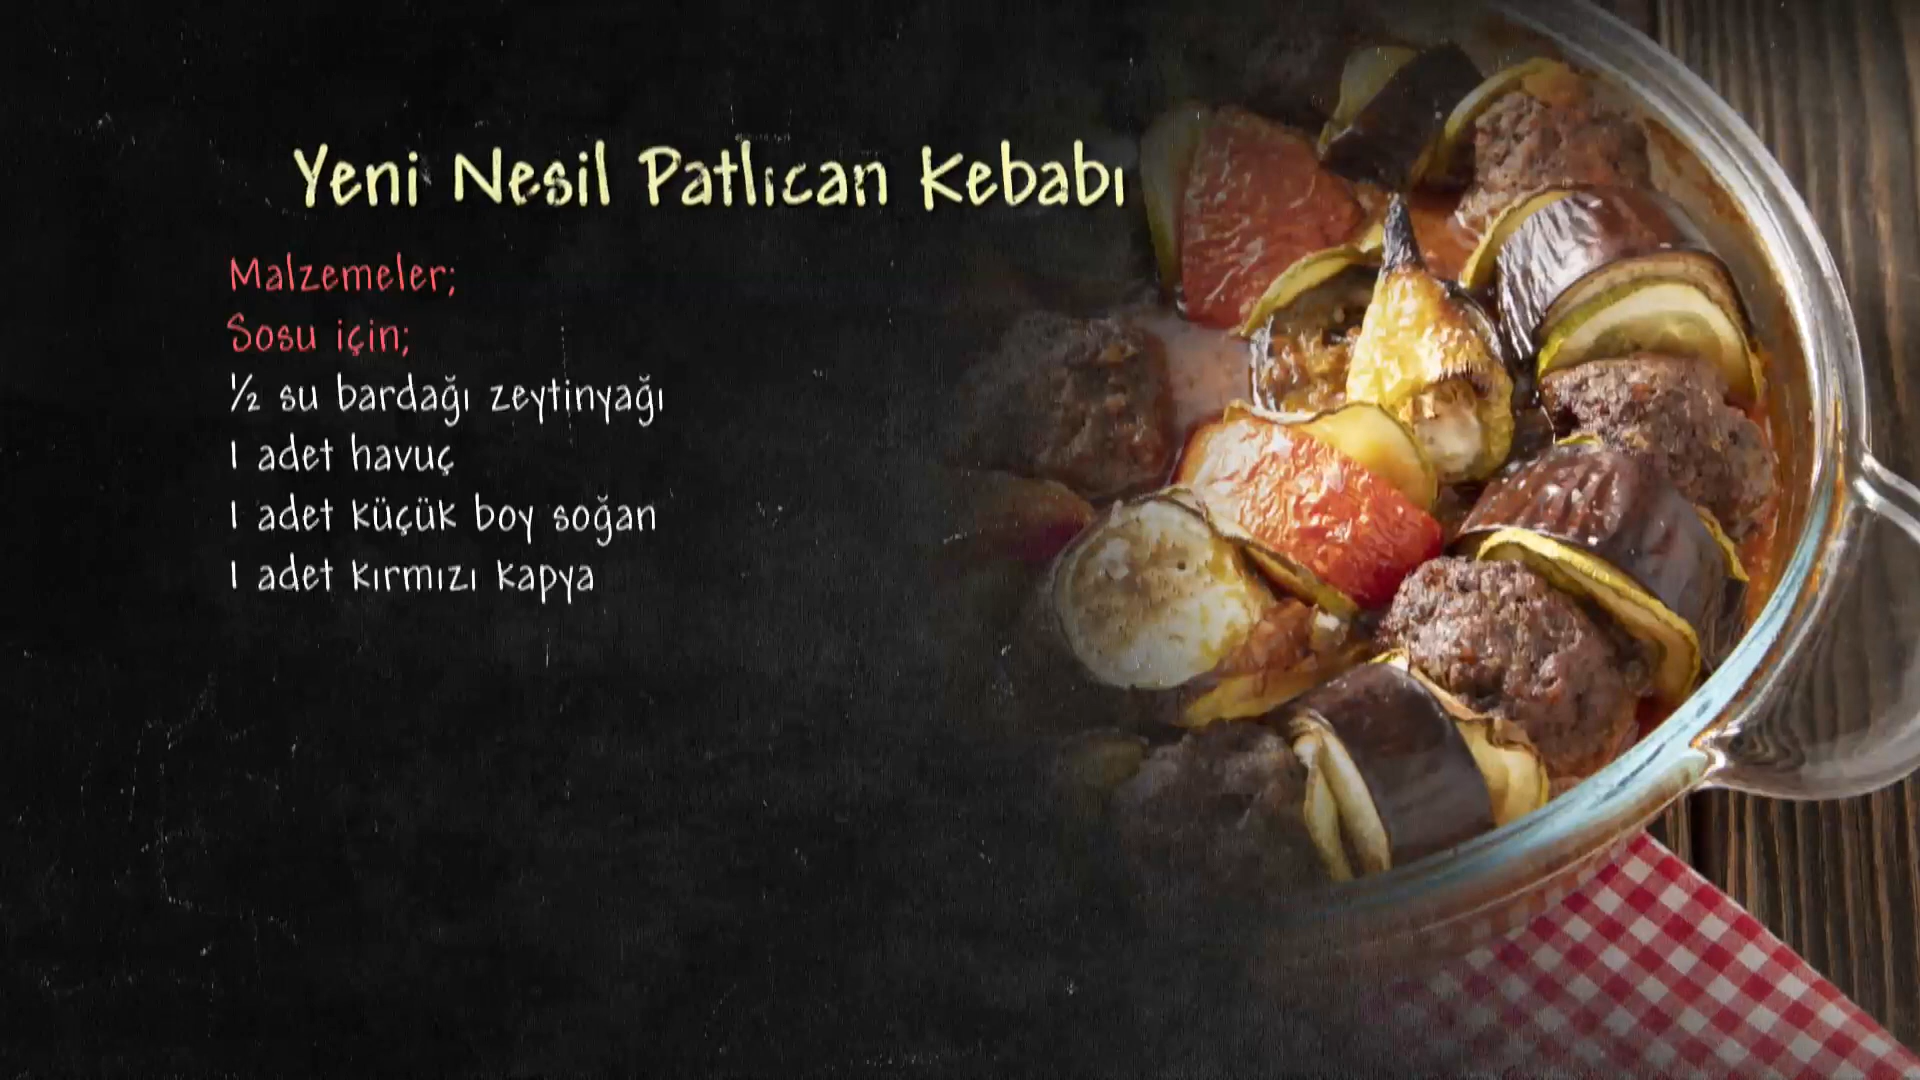 Yeni Nesil Patlıcan Kebabı
Malzemeler;
Sosu için;
½ su bardağı zeytinyağı
1 adet havuç
1 adet küçük boy soğan
1 adet kırmızı kapya